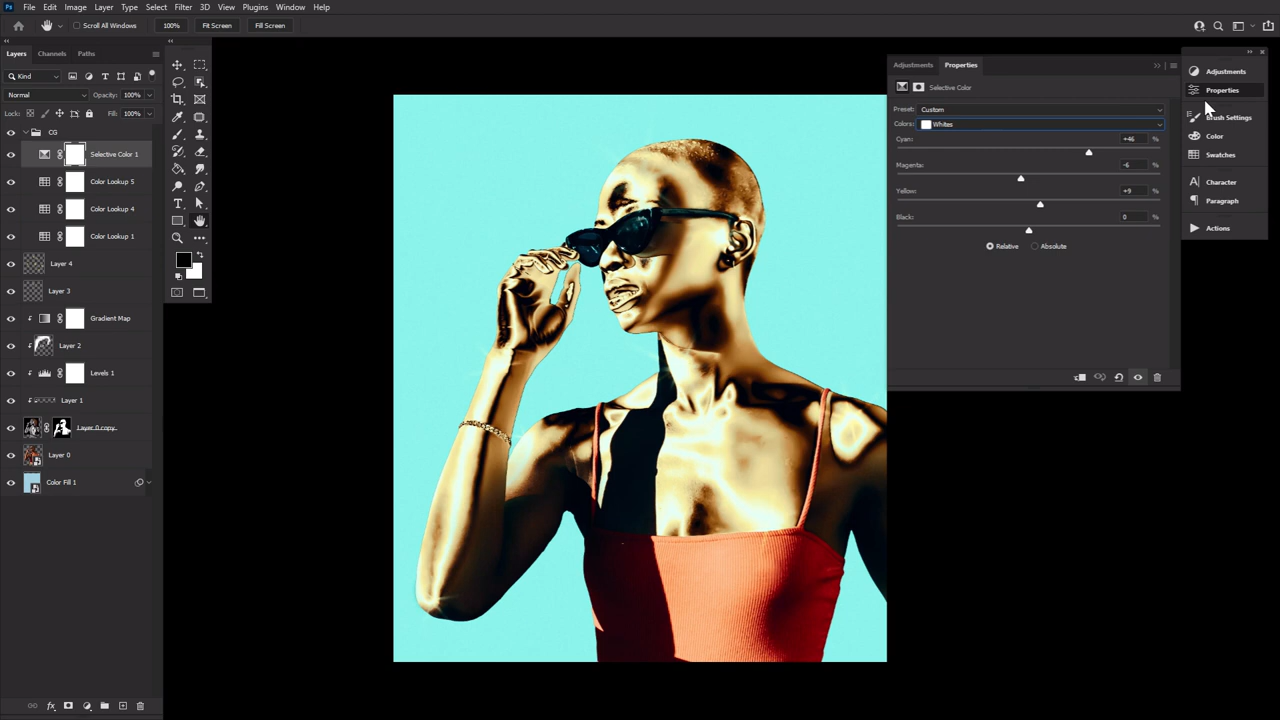 Ps File Edit Image Layer Type Select Filter 3D View Plugins Window Help
Scroll All Windows 100% Fit Screen Fill Screen
Layers Channels Paths
Kind
Normal Opacity: 100%
Lock: Fill: 100%
CG
Selective Color 1
Color Lookup 5
Color Lookup 4
Color Lookup 1
Layer 4
Layer 3
Gradient Map
Layer 2
Levels 1
Layer 1
Layer 0 copy
Layer 0
Color Fill 1
fx
T
Adjustments Properties
Selective Color
Preset: Custom
Colors: Whites
Cyan: +46 %
Magenta: -6 %
Yellow: +9 %
Black: 0 %
Relative Absolute
Adjustments
Properties
Brush Settings
Color
Swatches
Character
Paragraph
Actions